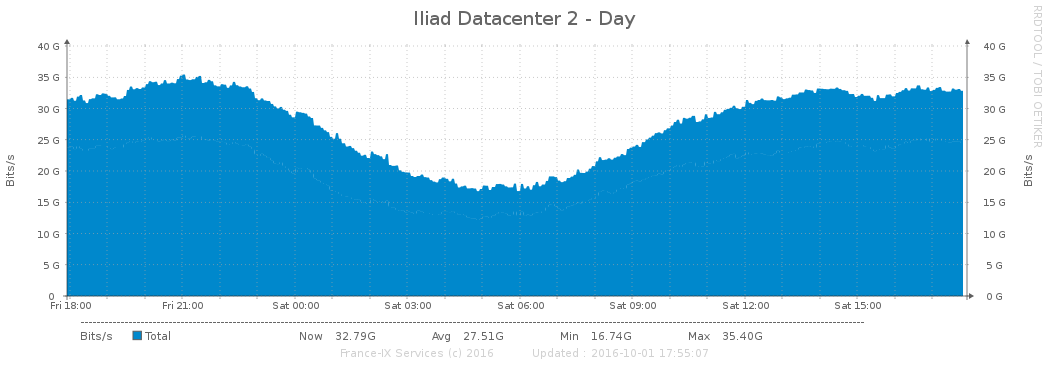 Iliad Datacenter 2 - Day
RRDTOOL / TOBI OETIKER
40 G 40 G
35 G 35 G
30 G 30 G
25 G 25 G
20 G 20 G
15 G 15 G
10 G 10 G
5 G 5 G
0 0 G
Bits/s Bits/s
Fri 18:00 Fri 21:00 Sat 00:00 Sat 03:00 Sat 06:00 Sat 09:00 Sat 12:00 Sat 15:00
Bits/s Total Now 32.79G Avg 27.51G Min 16.74G Max 35.40G
France-IX Services (c) 2016 Updated : 2016-10-01 17:55:07